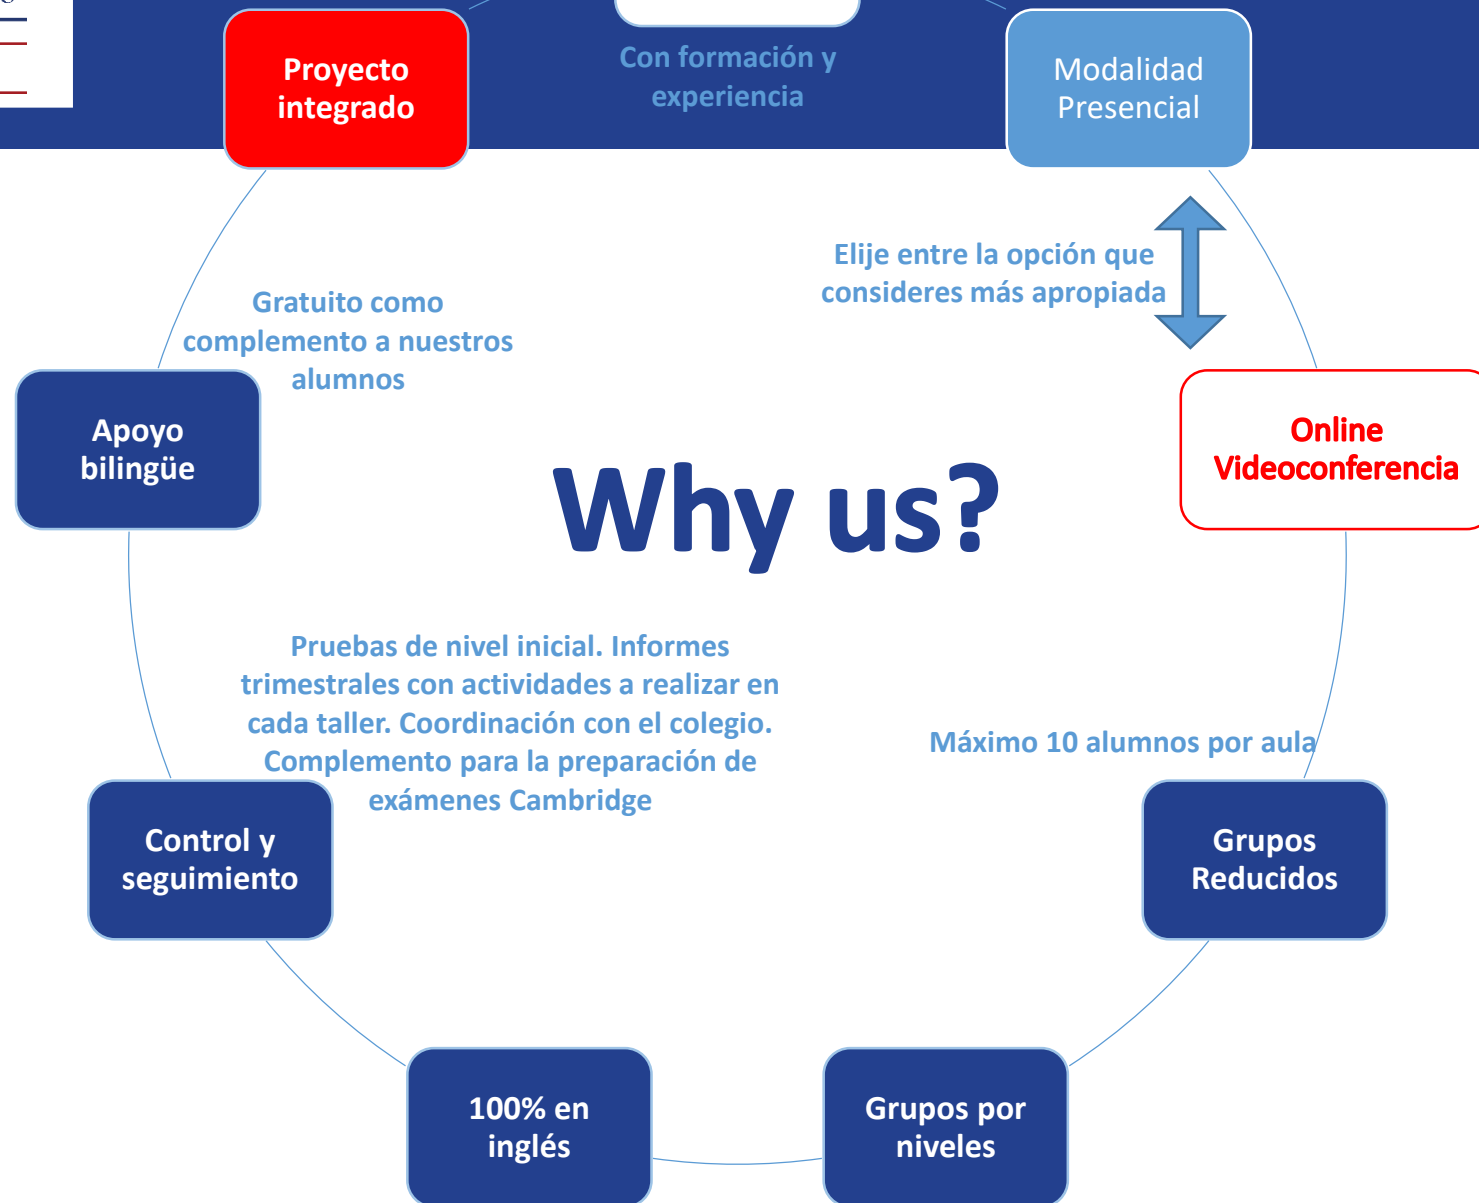 Proyecto
integrado
Con formación y
experiencia
Modalidad
Presencial
Elije entre la opción que
consideres más apropiada
Gratuito como
complemento a nuestros
alumnos
Apoyo
bilingüe
Online
Videoconferencia
Why us?
Pruebas de nivel inicial. Informes
trimestrales con actividades a realizar en
cada taller. Coordinación con el colegio.
Complemento para la preparación de
exámenes Cambridge
Máximo 10 alumnos por aula
Control y
seguimiento
Grupos
Reducidos
100% en
inglés
Grupos por
niveles